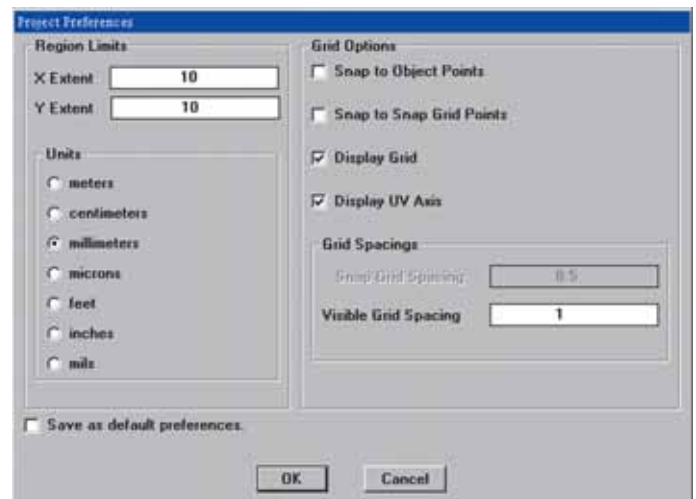 Project Preferences
Region Limits
X Extent
10
Y Extent
10
Units
meters
centimeters
millimeters
microns
feet
inches
mils
Grid Options
Snap to Object Points
Snap to Snap Grid Points
Display Grid
Display UV Axis
Grid Spacings
Snap Grid Spacing
0.5
Visible Grid Spacing
1
Save as default preferences.
OK
Cancel